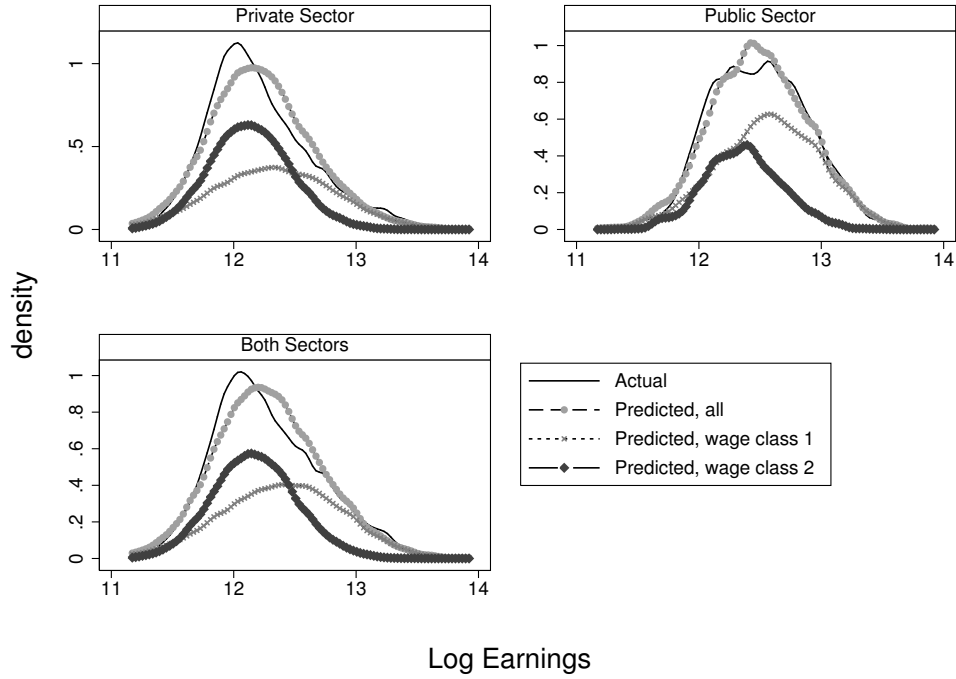 Private Sector
Public Sector
0 .5 1
0 .2 .4 .6 .8 1
11 12 13 14
11 12 13 14
density
Both Sectors
0 .2 .4 .6 .8 1
11 12 13 14
Actual
Predicted, all
Predicted, wage class 1
Predicted, wage class 2
Log Earnings